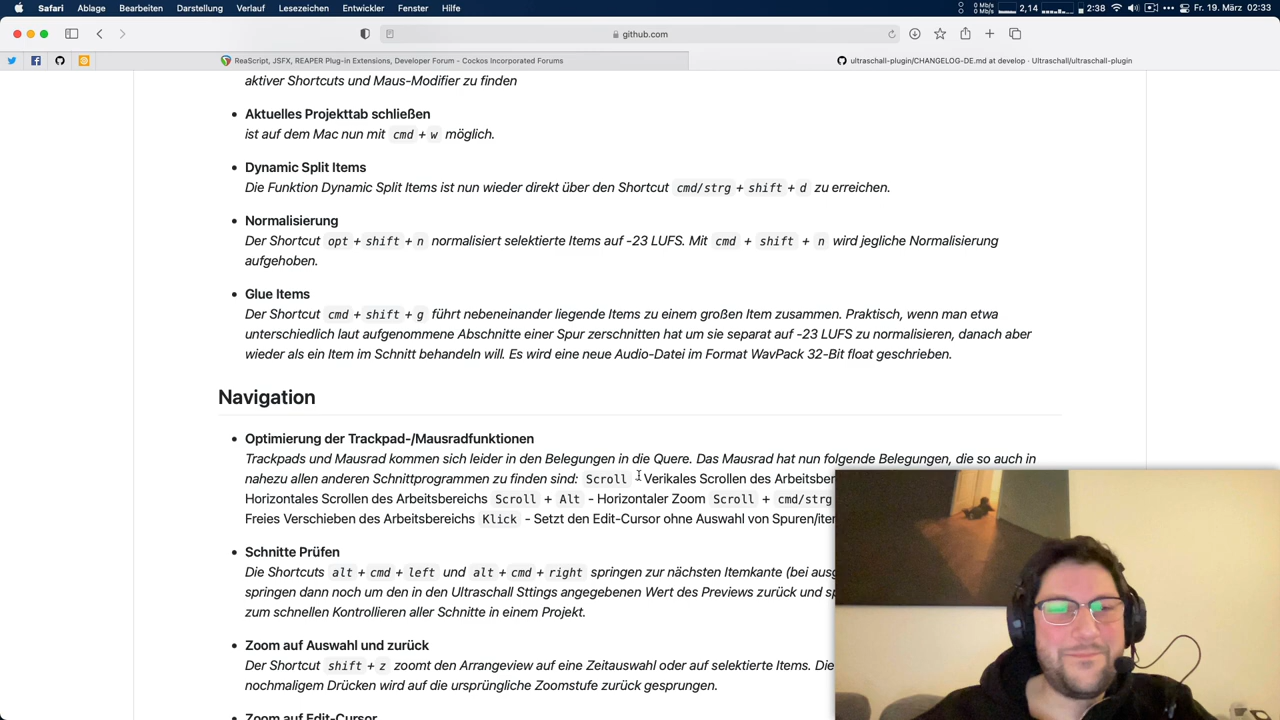 Safari Ablage Bearbeiten Darstellung Verlauf Lesezeichen Entwickler Fenster Hilfe 0 Mb/s 0 Mb/s 2,14 2:38 Fr. 19. März 02:33
github.com
ReaScript, JSFX, REAPER Plug-in Extensions, Developer Forum - Cockos Incorporated Forums ultraschall-plugin/CHANGELOG-DE.md at develop · Ultraschall/ultraschall-plugin
aktiver Shortcuts und Maus-Modifier zu finden
• Aktuelles Projekttab schließen
ist auf dem Mac nun mit cmd + w möglich.
• Dynamic Split Items
Die Funktion Dynamic Split Items ist nun wieder direkt über den Shortcut cmd/strg + shift + d zu erreichen.
• Normalisierung
Der Shortcut opt + shift + n normalisiert selektierte Items auf -23 LUFS. Mit cmd + shift + n wird jegliche Normalisierung
aufgehoben.
• Glue Items
Der Shortcut cmd + shift + g führt nebeneinander liegende Items zu einem großen Item zusammen. Praktisch, wenn man etwa
unterschiedlich laut aufgenommene Abschnitte einer Spur zerschnitten hat um sie separat auf -23 LUFS zu normalisieren, danach aber
wieder als ein Item im Schnitt behandeln will. Es wird eine neue Audio-Datei im Format WavPack 32-Bit float geschrieben.
Navigation
• Optimierung der Trackpad-/Mausradfunktionen
Trackpads und Mausrad kommen sich leider in den Belegungen in die Quere. Das Mausrad hat nun folgende Belegungen, die so auch in
nahezu allen anderen Schnittprogrammen zu finden sind: Scroll - Verikales Scrollen des Arbeitsber
Horizontales Scrollen des Arbeitsbereichs Scroll + Alt - Horizontaler Zoom Scroll + cmd/strg
Freies Verschieben des Arbeitsbereichs Klick - Setzt den Edit-Cursor ohne Auswahl von Spuren/iter
• Schnitte Prüfen
Die Shortcuts alt + cmd + left und alt + cmd + right springen zur nächsten Itemkante (bei ausg
springen dann noch um den in den Ultraschall Sttings angegebenen Wert des Previews zurück und sp
zum schnellen Kontrollieren aller Schnitte in einem Projekt.
• Zoom auf Auswahl und zurück
Der Shortcut shift + z zoomt den Arrangeview auf eine Zeitauswahl oder auf selektierte Items. Die
nochmaligem Drücken wird auf die ursprüngliche Zoomstufe zurück gesprungen.
• Zoom auf Edit-Cursor